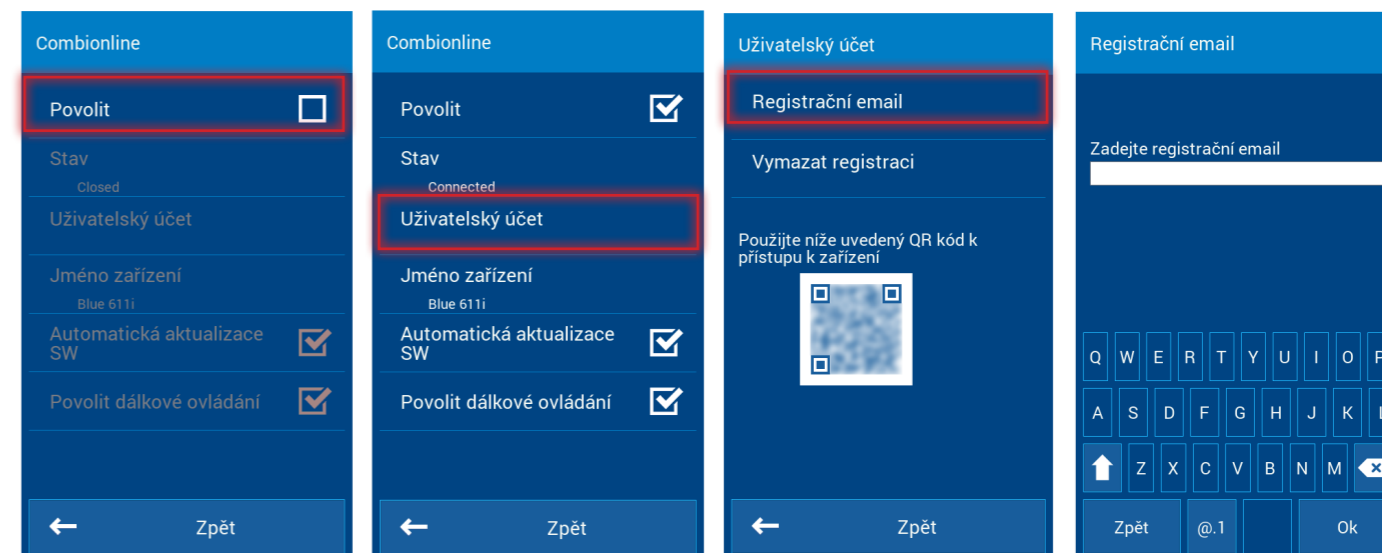 Combionline
Povolit
Stav
Closed
Uživatelský účet
Jméno zařízení
Blue 611i
Automatická aktualizace
SW
Povolit dálkové ovládání
Zpět
Combionline
Povolit
Stav
Connected
Uživatelský účet
Jméno zařízení
Blue 611i
Automatická aktualizace
SW
Povolit dálkové ovládání
Zpět
Uživatelský účet
Registrační email
Vymazat registraci
Použijte níže uvedený QR kód k
přístupu k zařízení
Zpět
Registrační email
Zadejte registrační email
Q W E R T Y U I O P
A S D F G H J K L
Z X C V B N M
Zpět @.1 Ok